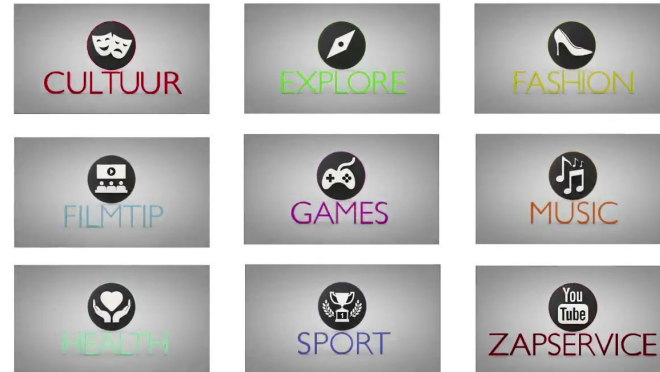 CULTUUR
EXPLORE
FASHION
FILMTIP
GAMES
MUSIC
HEALTH
SPORT
You
Tube
ZAPSERVICE